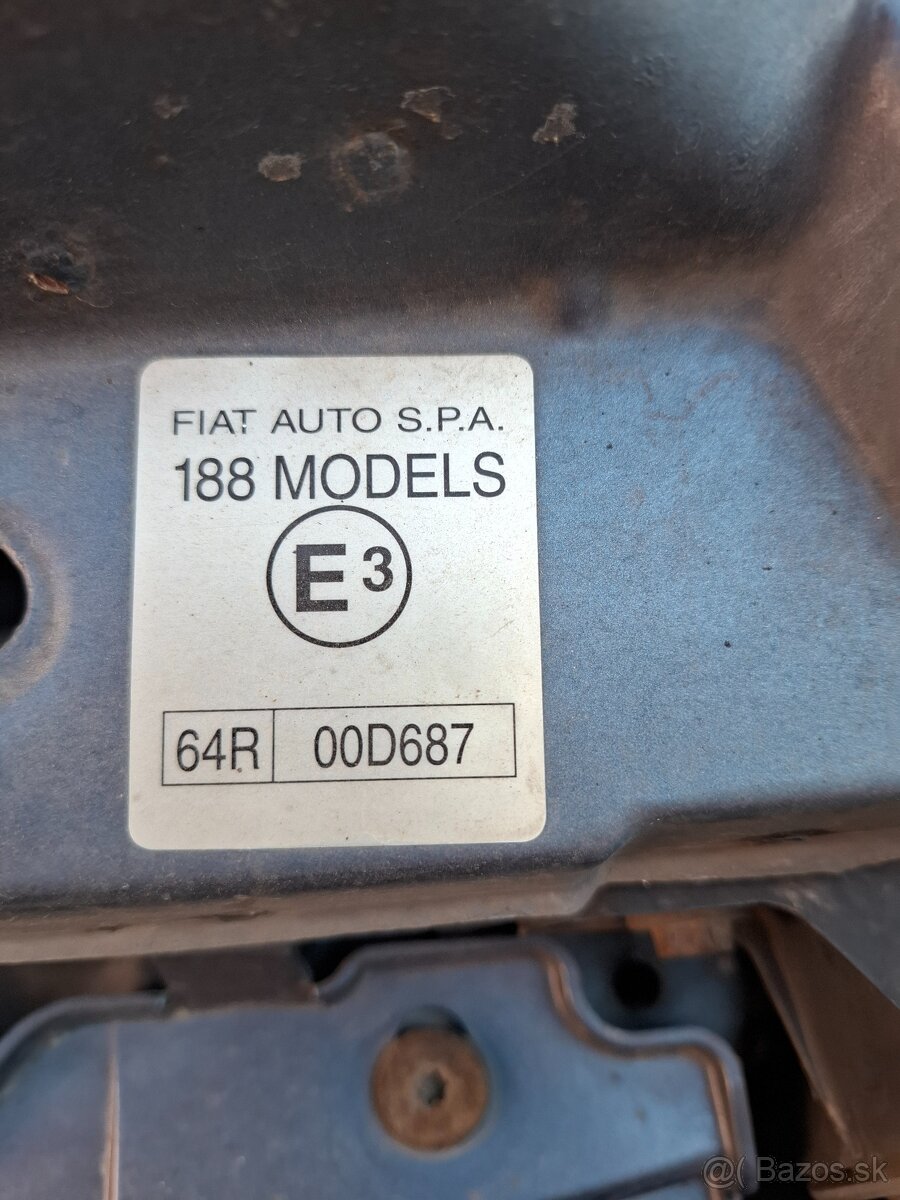 FIAT AUTO S.P.A.
188 MODELS
E 3
64R 00D687
@( Bazos.sk